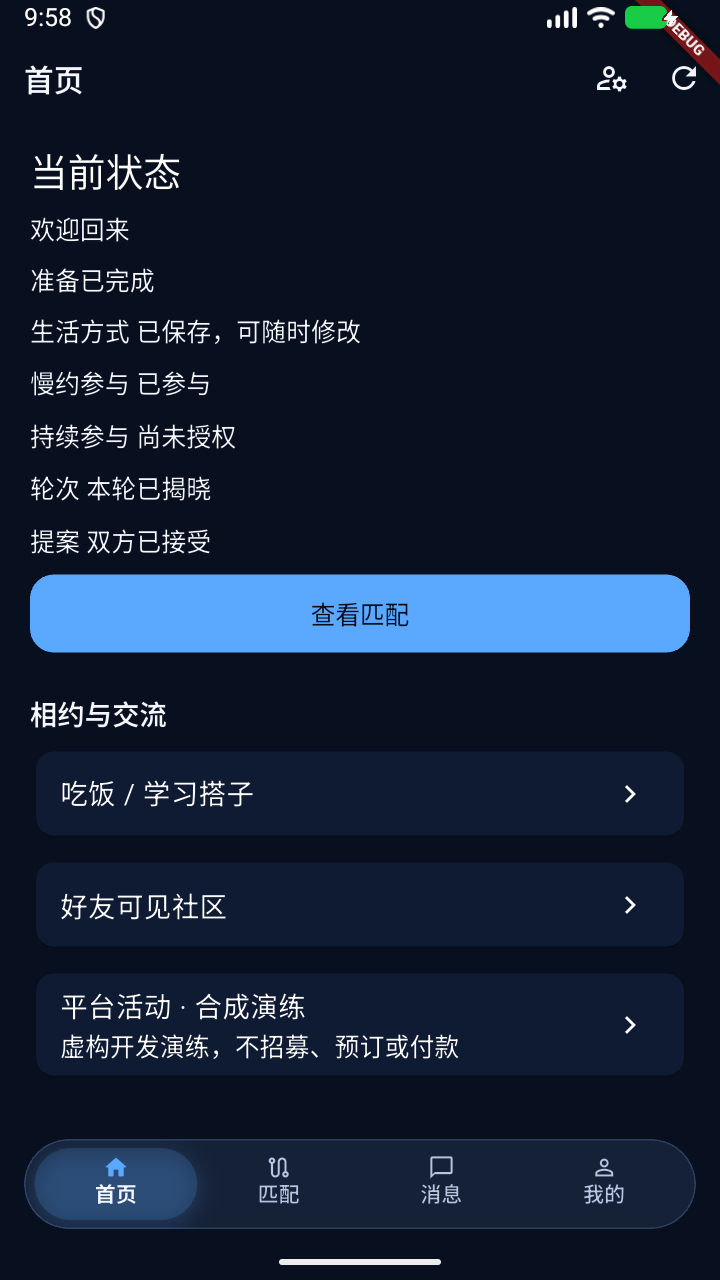 9:58
DEBUG
首页
当前状态
欢迎回来
准备已完成
生活方式 已保存，可随时修改
慢约参与 已参与
持续参与 尚未授权
轮次 本轮已揭晓
提案 双方已接受
查看匹配
相约与交流
吃饭 / 学习搭子
好友可见社区
平台活动 · 合成演练
虚构开发演练，不招募、预订或付款
首页
匹配
消息
我的